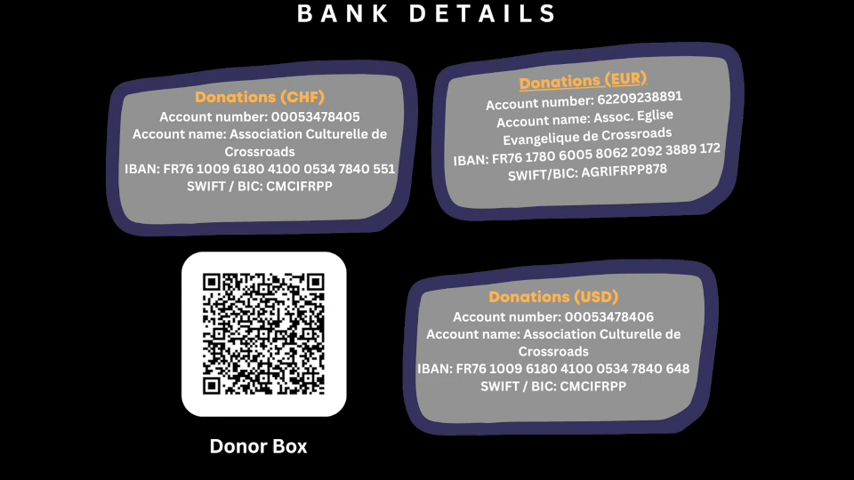 BANK DETAILS
Donations (CHF)
Account number: 00053478405
Account name: Association Culturelle de
Crossroads
IBAN: FR76 1009 6180 4100 0534 7840 551
SWIFT / BIC: CMCIFRPP
Donations (EUR)
Account number: 62209238891
Account name: Assoc. Eglise
Evangelique de Crossroads
IBAN: FR76 1780 6005 8062 2092 3889 172
SWIFT/BIC: AGRIFRPP878
Donor Box
Donations (USD)
Account number: 00053478406
Account name: Association Culturelle de
Crossroads
IBAN: FR76 1009 6180 4100 0534 7840 648
SWIFT / BIC: CMCIFRPP